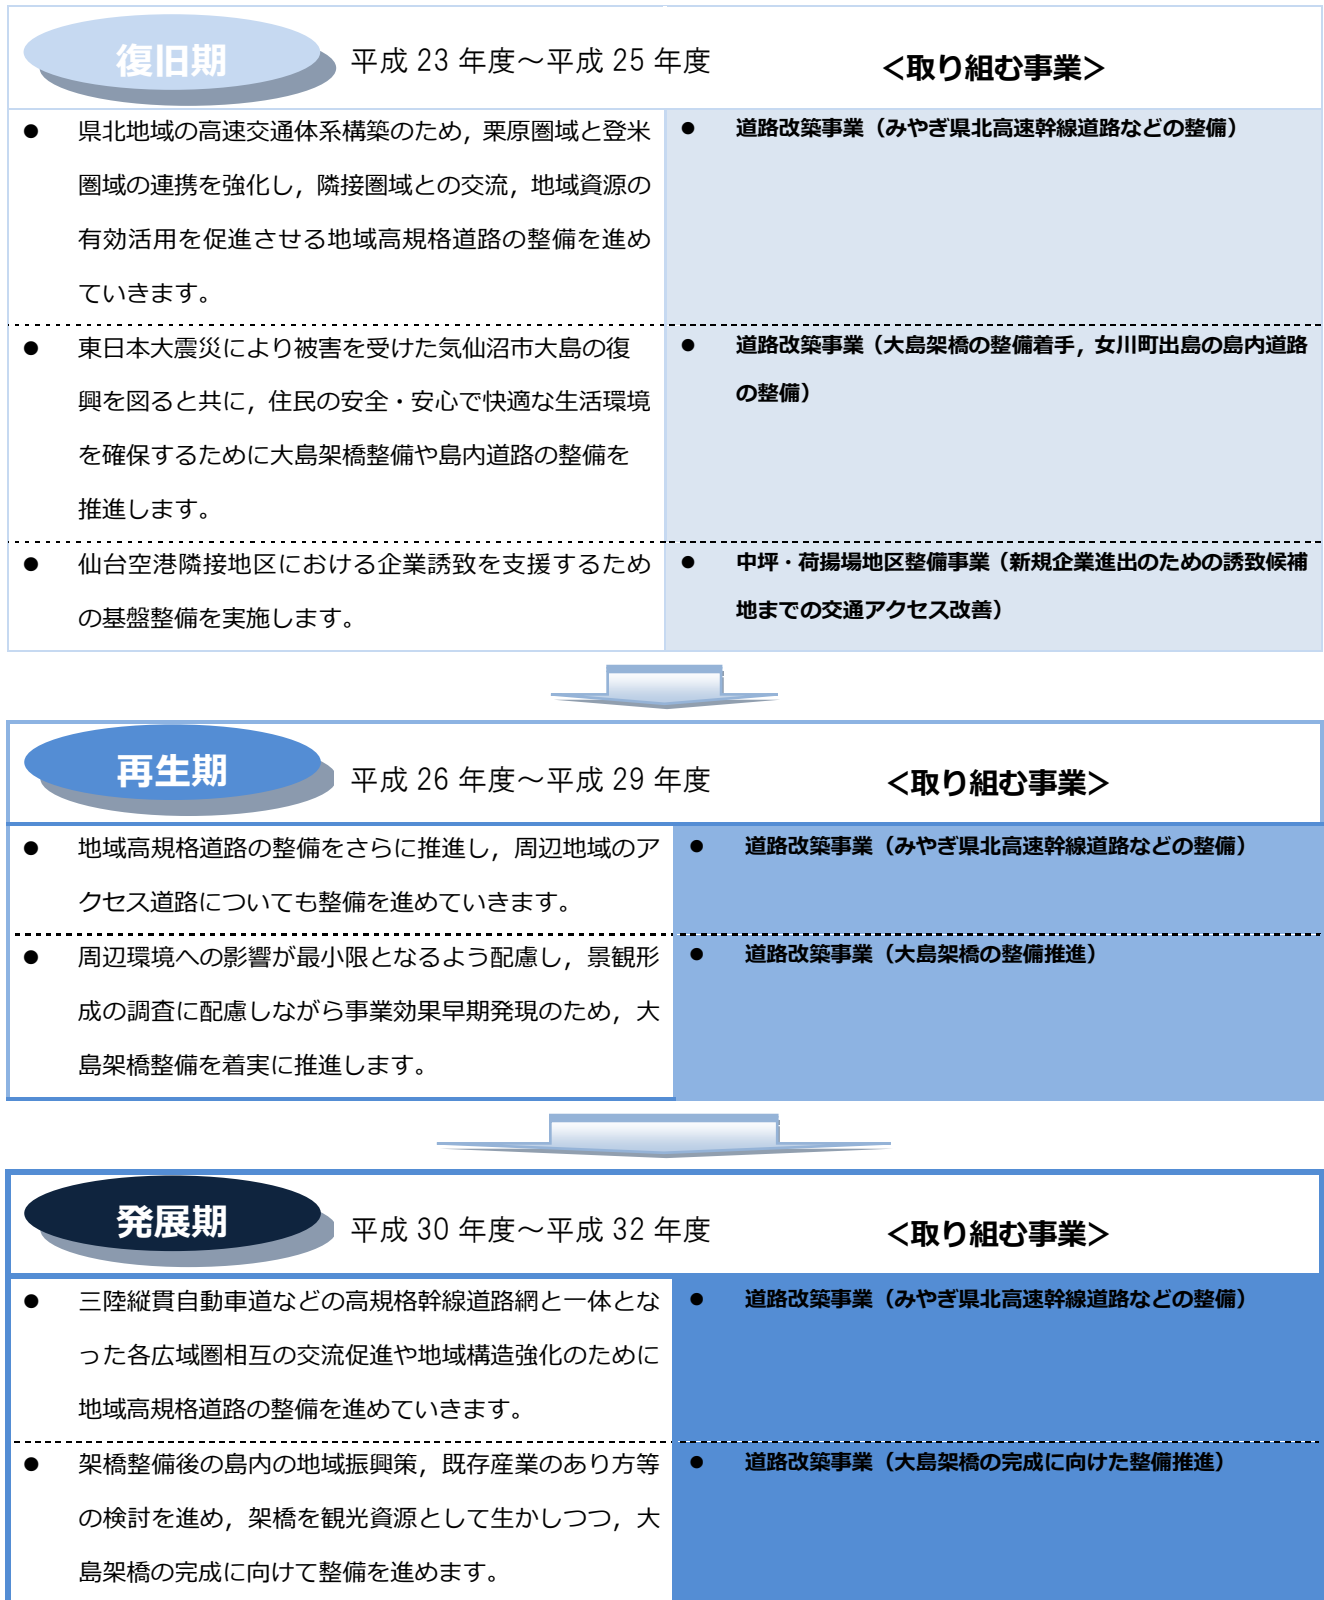 復旧期 平成 23 年度～平成 25 年度 <取り組む事業>
● 県北地域の高速交通体系構築のため，栗原圏域と登米
圏域の連携を強化し，隣接圏域との交流，地域資源の
有効活用を促進させる地域高規格道路の整備を進め
ていきます。
● 道路改築事業（みやぎ県北高速幹線道路などの整備）
● 東日本大震災により被害を受けた気仙沼市大島の復
興を図ると共に，住民の安全・安心で快適な生活環境
を確保するために大島架橋整備や島内道路の整備を
推進します。
● 道路改築事業（大島架橋の整備着手，女川町出島の島内道路
の整備）
● 仙台空港隣接地区における企業誘致を支援するため
の基盤整備を実施します。
● 中坪・荷揚場地区整備事業（新規企業進出のための誘致候補
地までの交通アクセス改善）
再生期 平成 26 年度～平成 29 年度 <取り組む事業>
● 地域高規格道路の整備をさらに推進し，周辺地域のア
クセス道路についても整備を進めていきます。
● 道路改築事業（みやぎ県北高速幹線道路などの整備）
● 周辺環境への影響が最小限となるよう配慮し，景観形
成の調査に配慮しながら事業効果早期発現のため，大
島架橋整備を着実に推進します。
● 道路改築事業（大島架橋の整備推進）
発展期 平成 30 年度～平成 32 年度 <取り組む事業>
● 三陸縦貫自動車道などの高規格幹線道路網と一体とな
った各広域圏相互の交流促進や地域構造強化のために
地域高規格道路の整備を進めていきます。
● 道路改築事業（みやぎ県北高速幹線道路などの整備）
● 架橋整備後の島内の地域振興策，既存産業のあり方等
の検討を進め，架橋を観光資源として生かしつつ，大
島架橋の完成に向けて整備を進めます。
● 道路改築事業（大島架橋の完成に向けた整備推進）